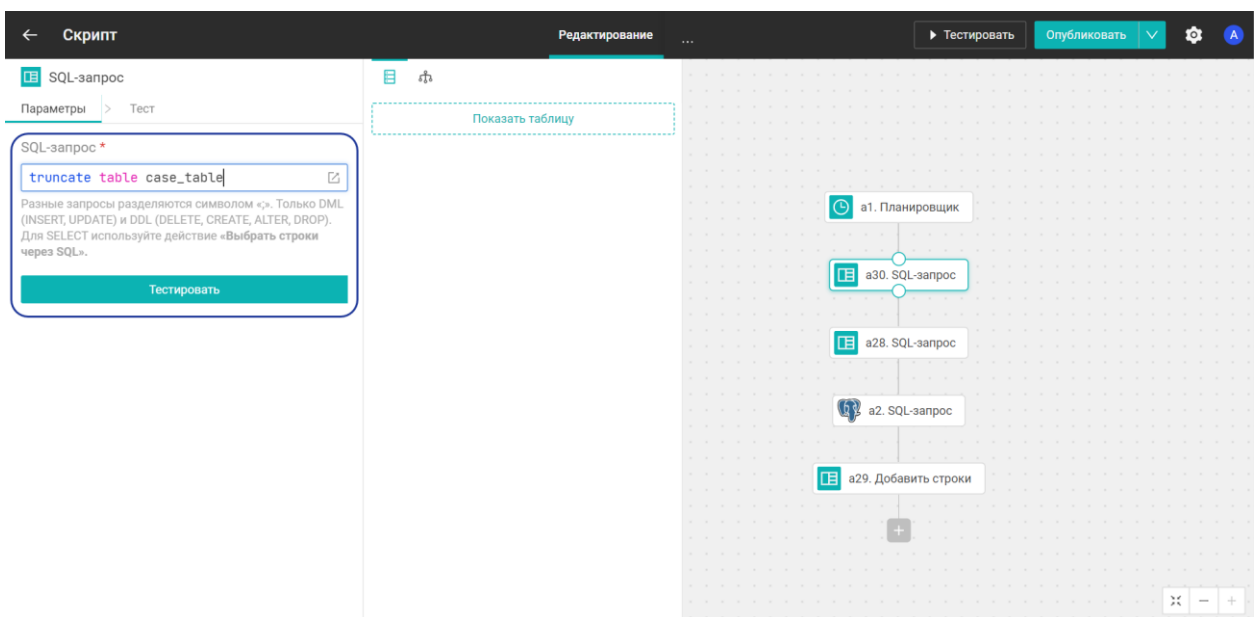 ← Скрипт
Редактирование
...
Тестировать
Опубликовать
A
SQL-запрос
Параметры > Тест
SQL-запрос *
truncate table case_table
Разные запросы разделяются символом «;». Только DML
(INSERT, UPDATE) и DDL (DELETE, CREATE, ALTER, DROP).
Для SELECT используйте действие «Выбрать строки
через SQL».
Тестировать
Показать таблицу
a1. Планировщик
a30. SQL-запрос
a28. SQL-запрос
a2. SQL-запрос
a29. Добавить строки
+
− +